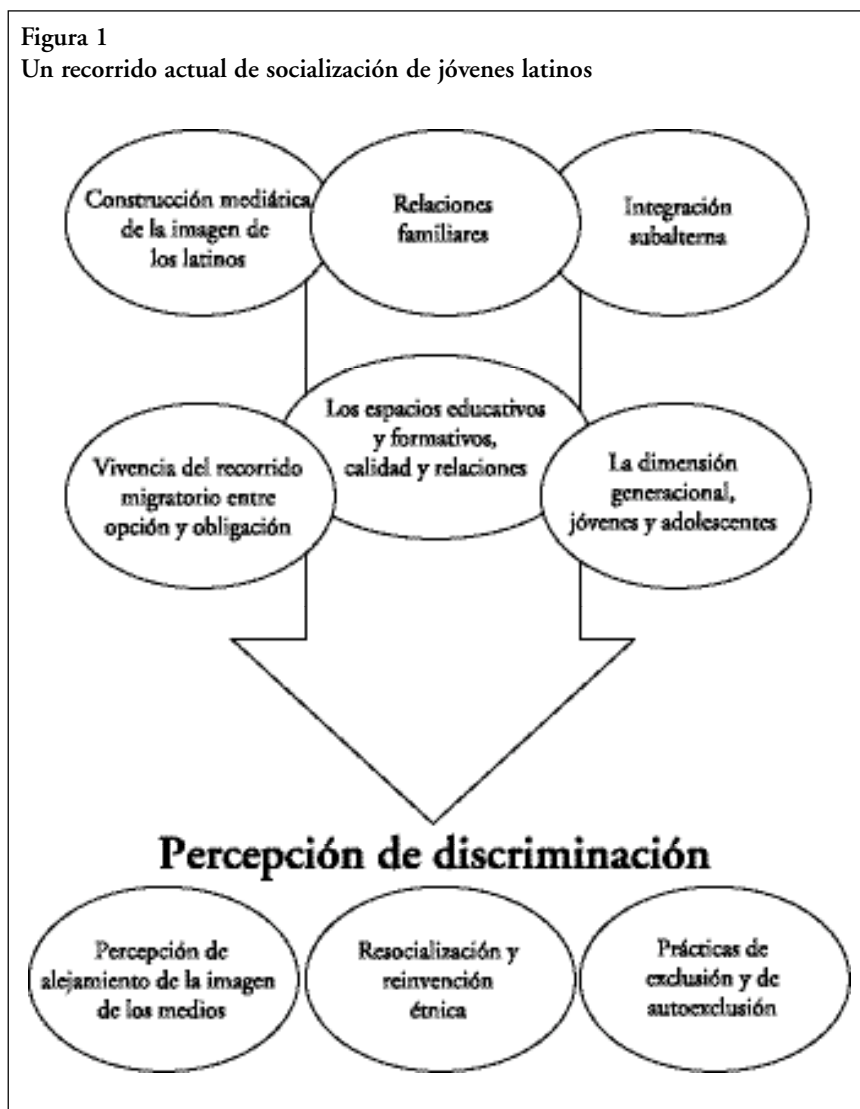 Figura 1
Un recorrido actual de socialización de jóvenes latinos
Construcción mediática
de la imagen de
los latinos
Relaciones
familiares
Integración
subalterna
Los espacios educativos
y formativos,
calidad y relaciones
Vivencia del recorrido
migratorio entre
opción y obligación
La dimensión
generacional,
jóvenes y adolescentes
Percepción de discriminación
Percepción de
alejamiento de la imagen
de los medios
Resocialización y
reinvención
étnica
Prácticas de
exclusión y de
autoexclusión